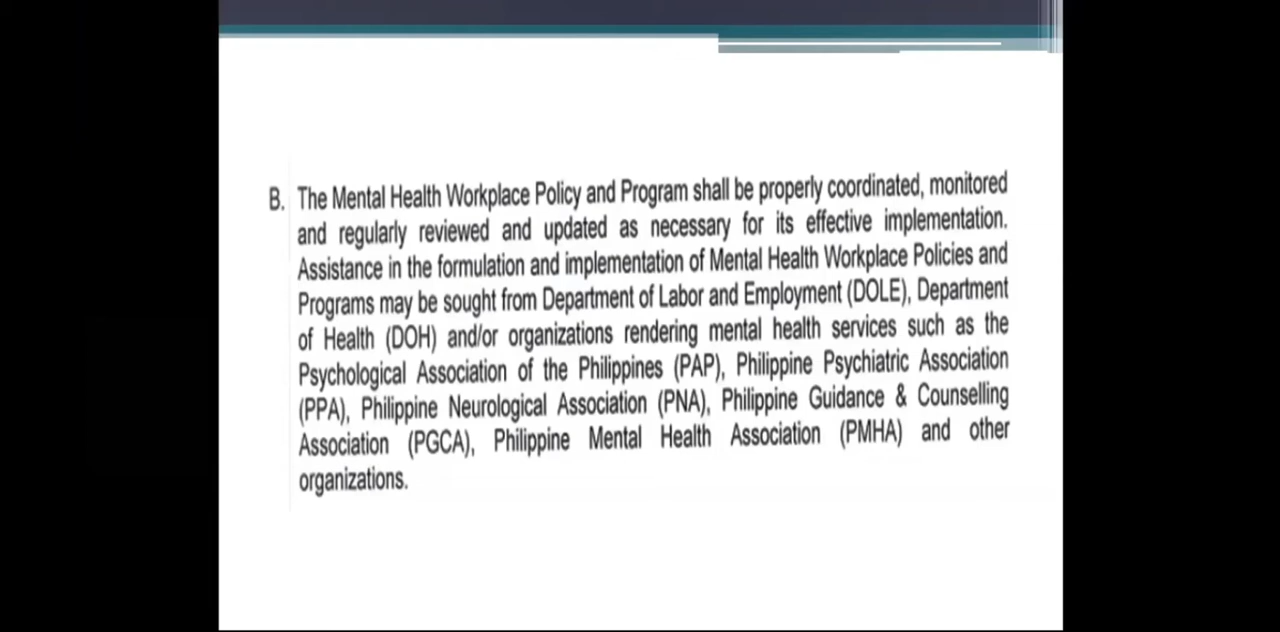 B. The Mental Health Workplace Policy and Program shall be properly coordinated, monitored
and regularly reviewed and updated as necessary for its effective implementation.
Assistance in the formulation and implementation of Mental Health Workplace Policies and
Programs may be sought from Department of Labor and Employment (DOLE), Department
of Health (DOH) and/or organizations rendering mental health services such as the
Psychological Association of the Philippines (PAP), Philippine Psychiatric Association
(PPA), Philippine Neurological Association (PNA), Philippine Guidance & Counselling
Association (PGCA), Philippine Mental Health Association (PMHA) and other
organizations.